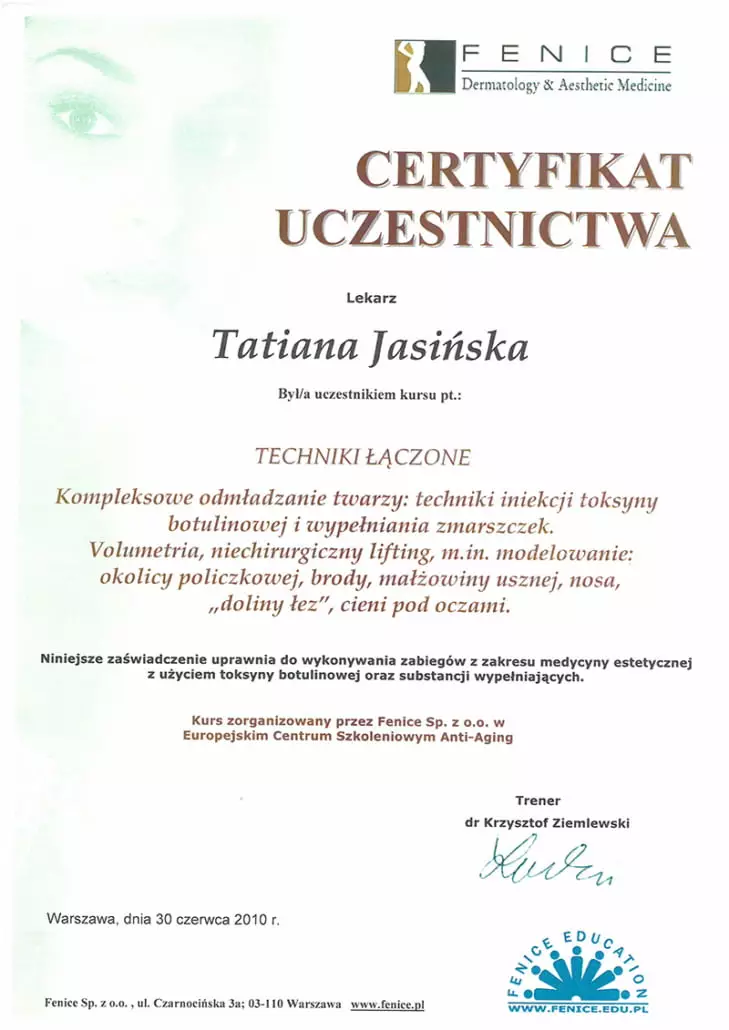 FENICE
Dermatology & Aesthetic Medicine
CERTYFIKAT
UCZESTNICTWA
Lekarz
Tatiana Jasińska
Był/a uczestnikiem kursu pt.:
TECHNIKI ŁĄCZONE
Kompleksowe odmładzanie twarzy: techniki iniekcji toksyny
botulinowej i wypełniania zmarszczek.
Volumetria, niechirurgiczny lifting, m.in. modelowanie:
okolicy policzkowej, brody, małżowiny usznej, nosa,
„doliny łez”, cieni pod oczami.
Niniejsze zaświadczenie uprawnia do wykonywania zabiegów z zakresu medycyny estetycznej
z użyciem toksyny botulinowej oraz substancji wypełniających.
Kurs zorganizowany przez Fenice Sp. z o.o. w
Europejskim Centrum Szkoleniowym Anti-Aging
Trener
dr Krzysztof Ziemlewski
Warszawa, dnia 30 czerwca 2010 r.
FENICE EDUCATION
WWW.FENICE.EDU.PL
Fenice Sp. z o.o. , ul. Czarnocińska 3a; 03-110 Warszawa www.fenice.pl